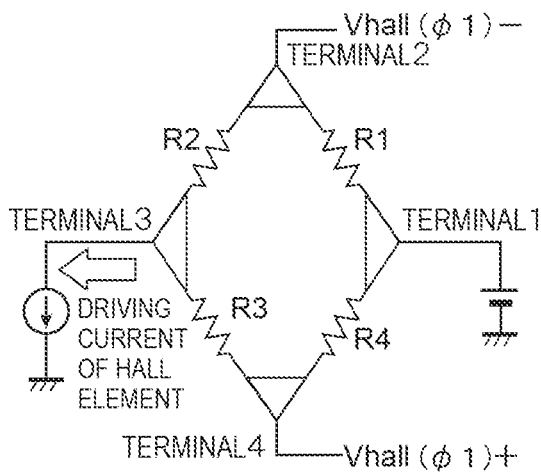 Vhall (ϕ 1) −
TERMINAL2
R2
R1
TERMINAL3
TERMINAL1
DRIVING
CURRENT
OF HALL
ELEMENT
R3
R4
TERMINAL4
Vhall (ϕ 1)+